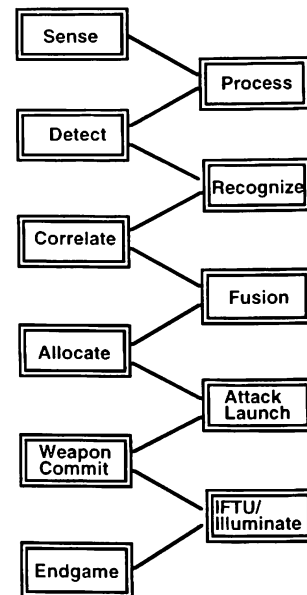 Sense
Process
Detect
Recognize
Correlate
Fusion
Allocate
Attack
Launch
Weapon
Commit
IFTU/
Illuminate
Endgame